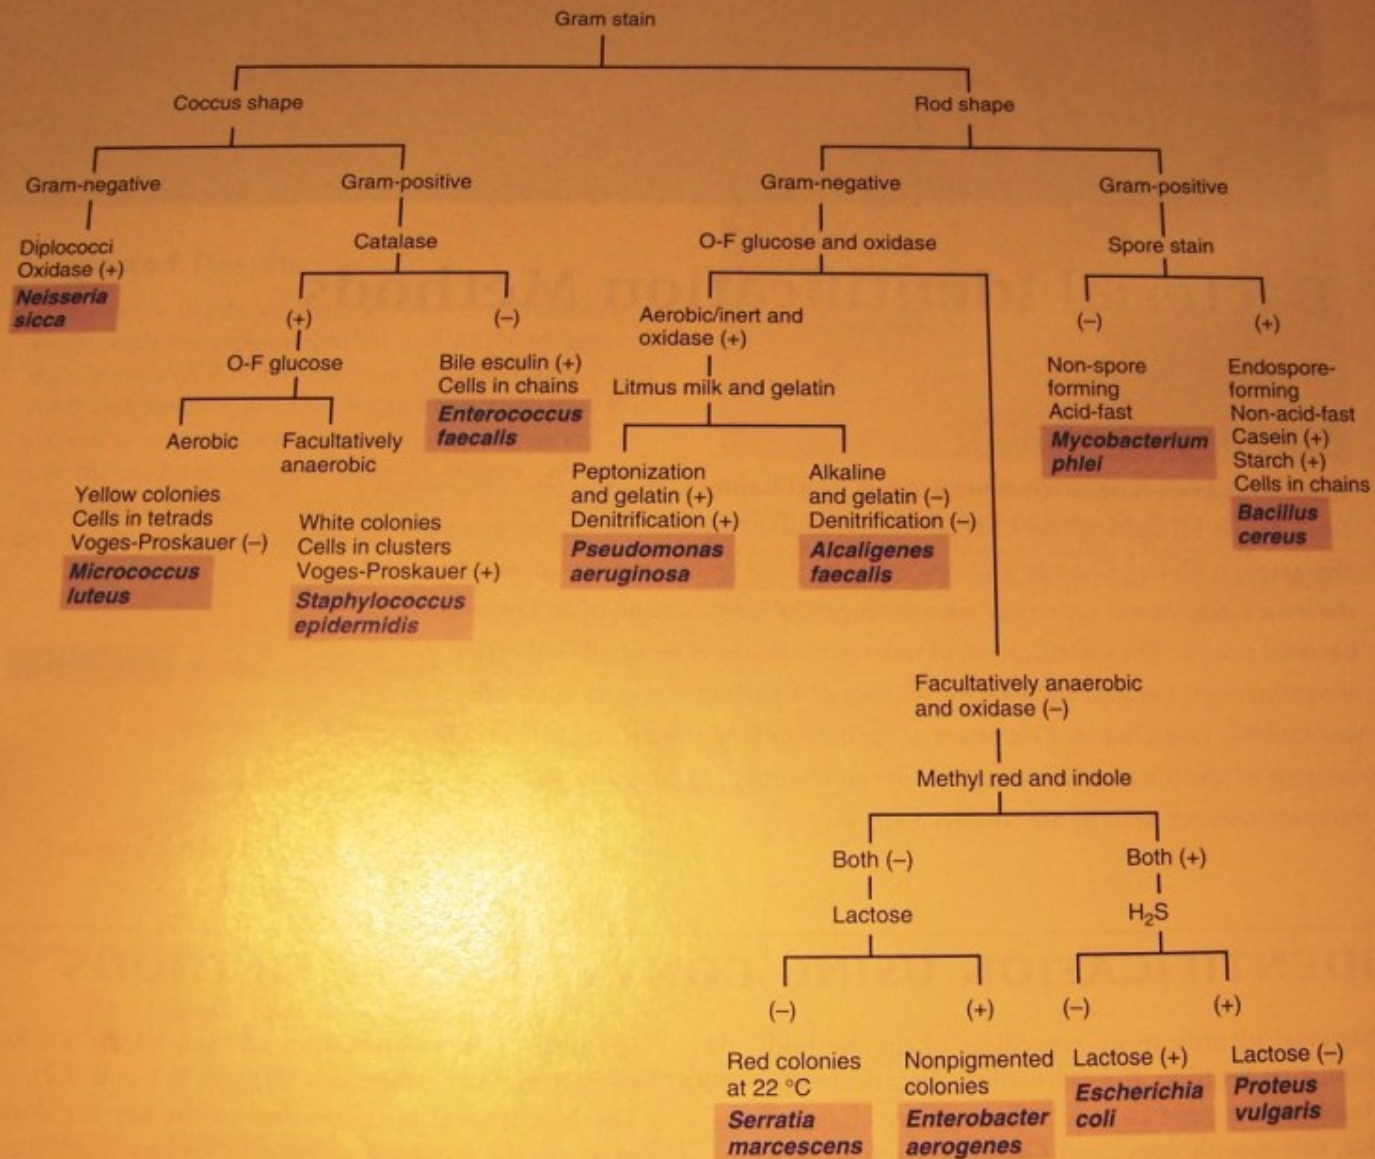 Gram stain
Coccus shape
Rod shape
Gram-negative
Gram-positive
Gram-negative
Gram-positive
Diplococci
Oxidase (+)
Neisseria
sicca
Catalase
O-F glucose and oxidase
Spore stain
(+)
(–)
Aerobic/inert and
oxidase (+)
(–)
(+)
O-F glucose
Bile esculin (+)
Cells in chains
Enterococcus
faecalis
Litmus milk and gelatin
Non-spore
forming
Acid-fast
Mycobacterium
phlei
Endospore-
forming
Non-acid-fast
Casein (+)
Starch (+)
Cells in chains
Bacillus
cereus
Aerobic
Facultatively
anaerobic
Yellow colonies
Cells in tetrads
Voges-Proskauer (–)
Micrococcus
luteus
White colonies
Cells in clusters
Voges-Proskauer (+)
Staphylococcus
epidermidis
Peptonization
and gelatin (+)
Denitrification (+)
Pseudomonas
aeruginosa
Alkaline
and gelatin (–)
Denitrification (–)
Alcaligenes
faecalis
Facultatively anaerobic
and oxidase (–)
Methyl red and indole
Both (–)
Both (+)
Lactose
H₂S
(–)
(+)
(–)
(+)
Red colonies
at 22 °C
Serratia
marcescens
Nonpigmented
colonies
Enterobacter
aerogenes
Lactose (+)
Escherichia
coli
Lactose (–)
Proteus
vulgaris